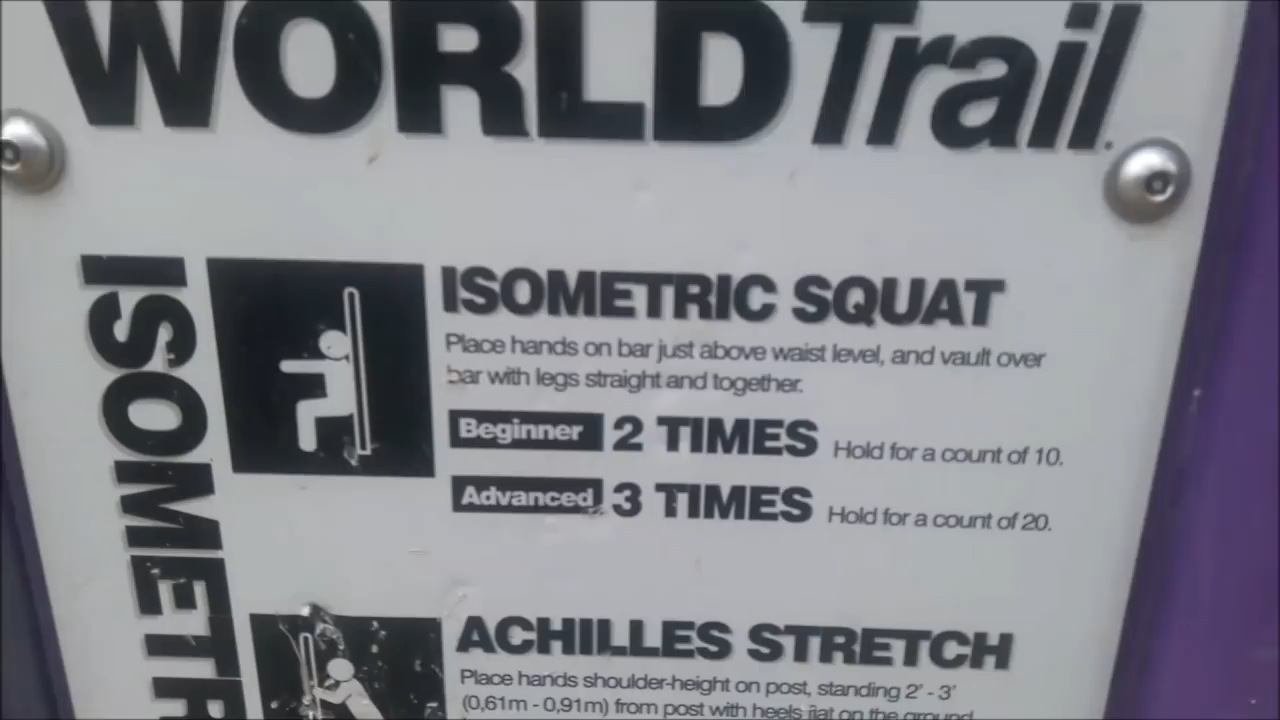 WORLDTrail.
ISOMETR
ISOMETRIC SQUAT
Place hands on bar just above waist level, and vault over
bar with legs straight and together.
Beginner 2 TIMES Hold for a count of 10.
Advanced 3 TIMES Hold for a count of 20.
ACHILLES STRETCH
Place hands shoulder-height on post, standing 2' - 3'
(0,61m - 0,91m) from post with heels flat on the ground